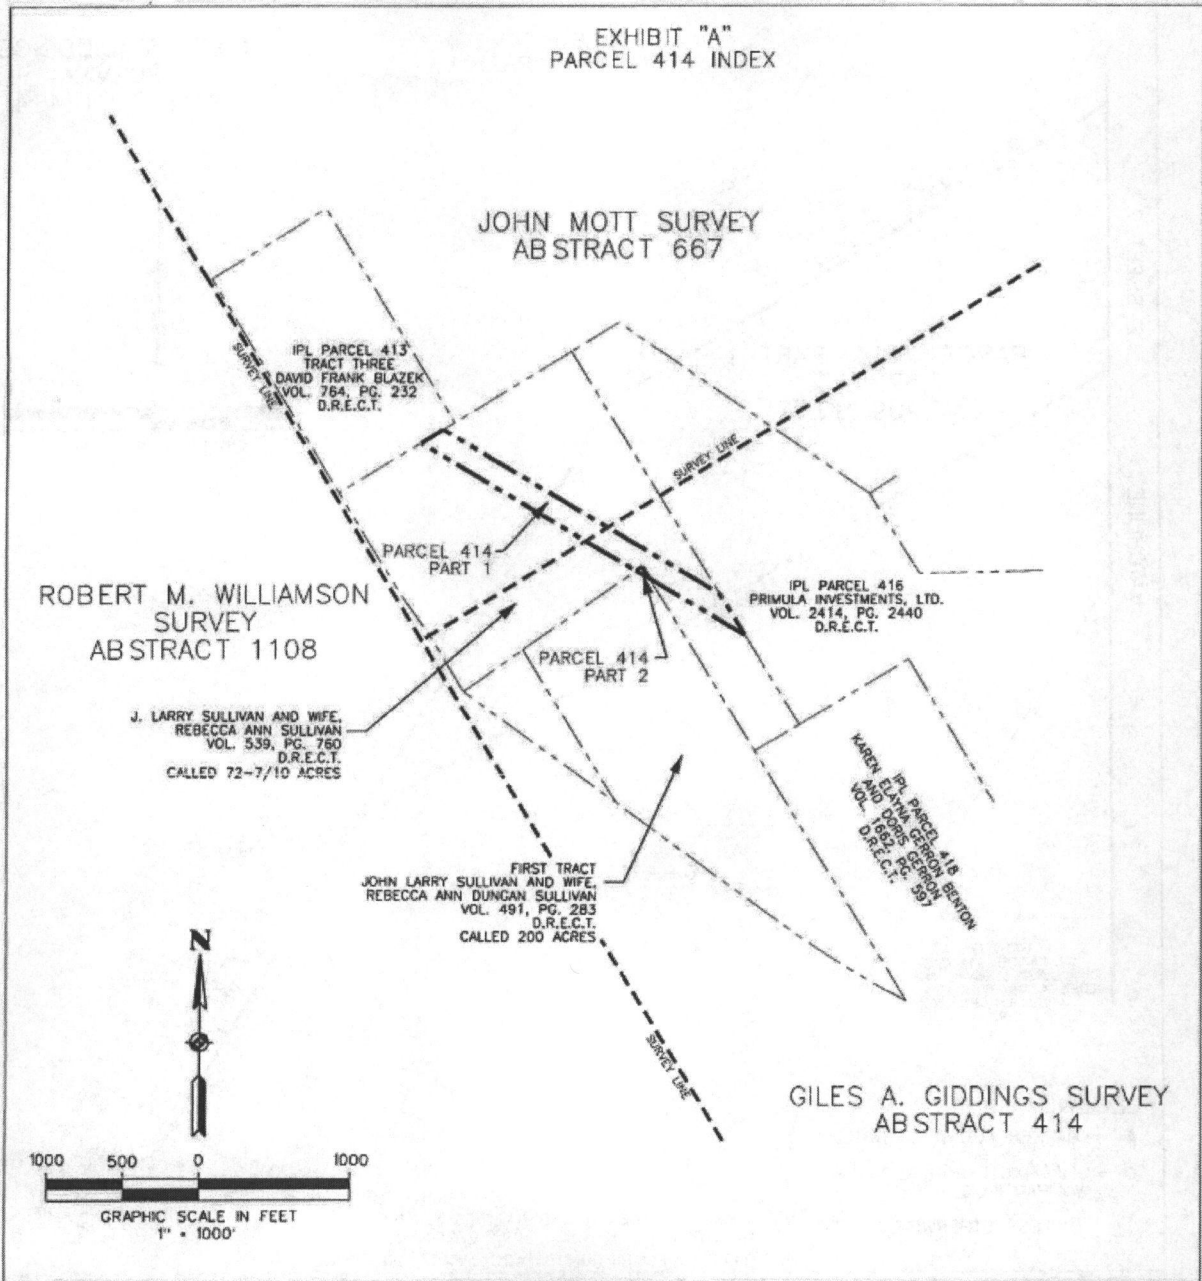 EXHIBIT "A"
PARCEL 414 INDEX
JOHN MOTT SURVEY
ABSTRACT 667
SURVEY LINE
IPL PARCEL 413
TRACT THREE
DAVID FRANK BLAZEK
VOL. 764, PG. 232
D.R.E.C.T.
SURVEY LINE
PARCEL 414
PART 1
ROBERT M. WILLIAMSON
SURVEY
ABSTRACT 1108
IPL PARCEL 416
PRIMULA INVESTMENTS, LTD.
VOL. 2414, PG. 2440
D.R.E.C.T.
PARCEL 414
PART 2
J. LARRY SULLIVAN AND WIFE,
REBECCA ANN SULLIVAN
VOL. 539, PG. 760
D.R.E.C.T.
CALLED 72-7/10 ACRES
IPL PARCEL 418
KAREN ELAYNA GERRON BENTON
AND DORIS GERRON
VOL. 1662, PG. 597
D.R.E.C.T.
FIRST TRACT
JOHN LARRY SULLIVAN AND WIFE,
REBECCA ANN DUNGAN SULLIVAN
VOL. 491, PG. 283
D.R.E.C.T.
CALLED 200 ACRES
N
SURVEY LINE
GILES A. GIDDINGS SURVEY
ABSTRACT 414
1000 500 0 1000
GRAPHIC SCALE IN FEET
1" = 1000'